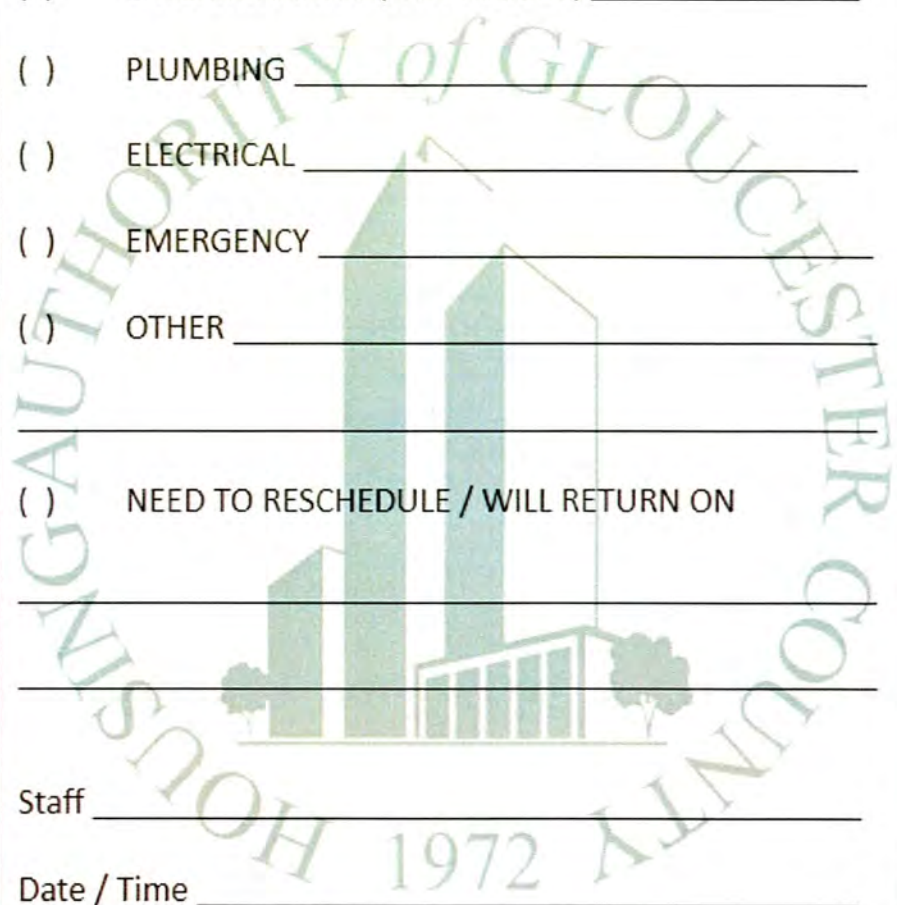 ( ) PLUMBING
( ) ELECTRICAL
( ) EMERGENCY
( ) OTHER
( ) NEED TO RESCHEDULE / WILL RETURN ON
Staff
Date / Time
HOUSING AUTHORITY of GLOUCESTER COUNTY
1972